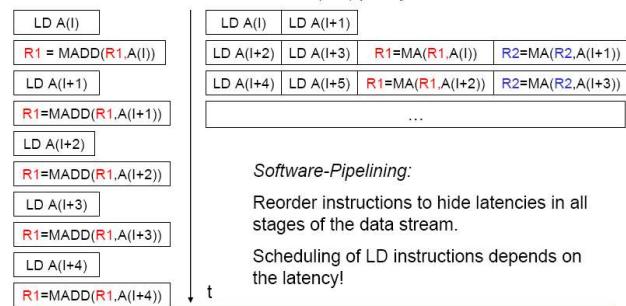 LD A(I)
R1 = MADD(R1,A(I))
LD A(I+1)
R1=MADD(R1,A(I+1))
LD A(I+2)
R1=MADD(R1,A(I+2))
LD A(I+3)
R1=MADD(R1,A(I+3))
LD A(I+4)
R1=MADD(R1,A(I+4))
t
LD A(I) LD A(I+1)
LD A(I+2) LD A(I+3) R1=MA(R1,A(I)) R2=MA(R2,A(I+1))
LD A(I+4) LD A(I+5) R1=MA(R1,A(I+2)) R2=MA(R2,A(I+3))
...
Software-Pipelining:
Reorder instructions to hide latencies in all
stages of the data stream.
Scheduling of LD instructions depends on
the latency!